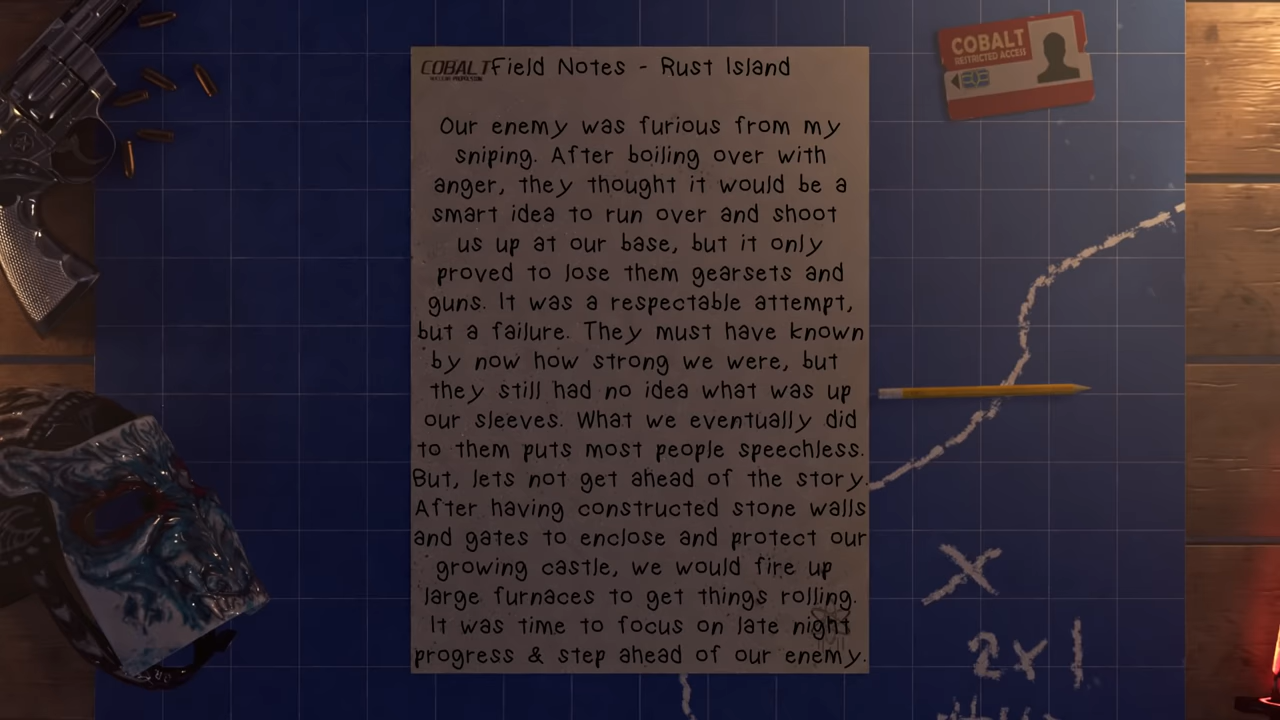 COBALT
Field Notes - Rust Island
Our enemy was furious from my
sniping. After boiling over with
anger, they thought it would be a
smart idea to run over and shoot
us up at our base, but it only
proved to lose them gearsets and
guns. It was a respectable attempt,
but a failure. They must have known
by now how strong we were, but
they still had no idea what was up
our sleeves. What we eventually did
to them puts most people speechless.
But, lets not get ahead of the story.
After having constructed stone walls
and gates to enclose and protect our
growing castle, we would fire up
large furnaces to get things rolling.
It was time to focus on late night
progress & step ahead of our enemy.
COBALT
RESTRICTED ACCESS
X
2x1